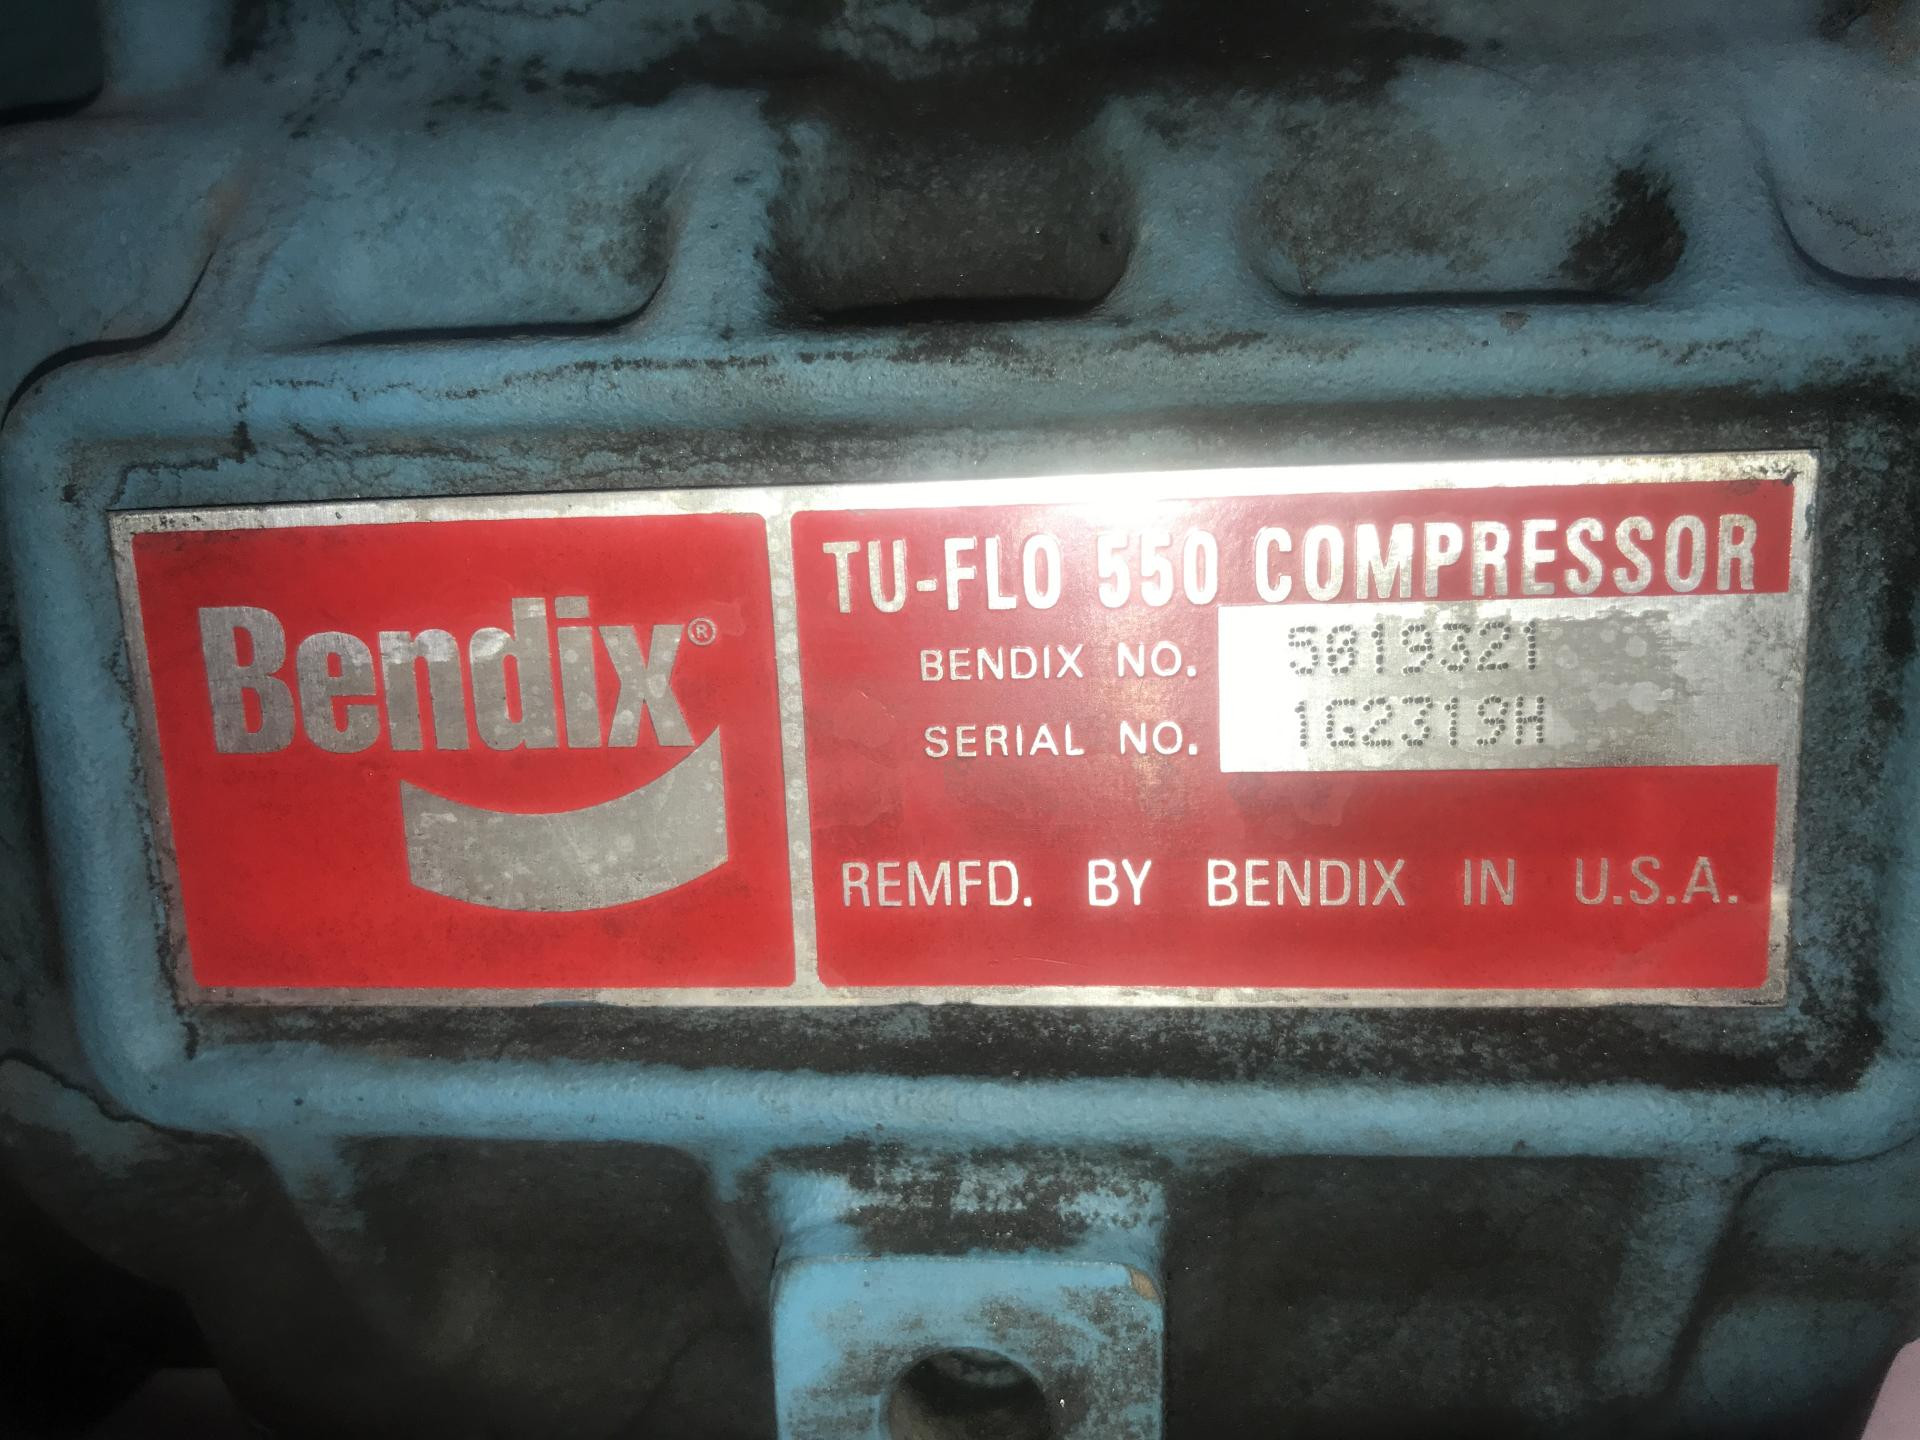 Bendix®
TU-FLO 550 COMPRESSOR
BENDIX NO. 5019321
SERIAL NO. 1G2319H
REMFD. BY BENDIX IN U.S.A.